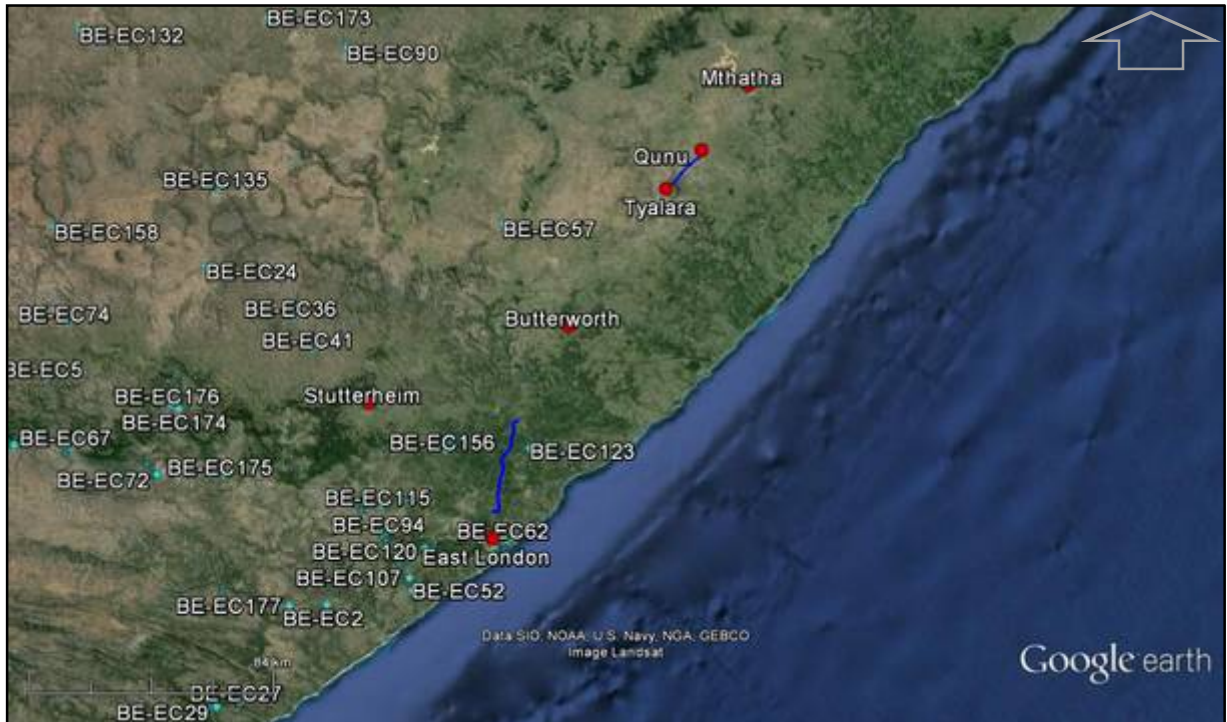 BE-EC173
BE-EC132
BE-EC90
Mthatha
Qunu
BE-EC135
Tyalara
BE-EC158
BE-EC57
BE-EC24
BE-EC36
BE-EC74
Butterworth
BE-EC41
BE-EC5
BE-EC176
Stutterheim
BE-EC174
BE-EC67
BE-EC156
BE-EC123
BE-EC175
BE-EC72
BE-EC115
BE-EC94
BE-EC62
BE-EC120
East London
BE-EC107
BE-EC52
BE-EC177
BE-EC2
Data SIO, NOAA, U.S. Navy, NGA, GEBCO
Image Landsat
84 km
Google earth
BE-EC27
BE-EC29